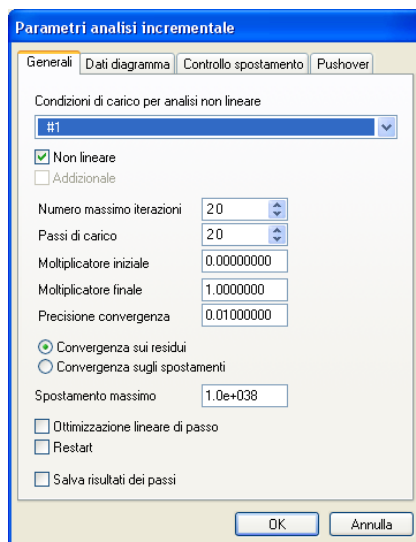 Parametri analisi incrementale
Generali Dati diagramma Controllo spostamento Pushover
Condizioni di carico per analisi non lineare
#1
Non lineare
Addizionale
Numero massimo iterazioni 20
Passi di carico 20
Moltiplicatore iniziale 0.00000000
Moltiplicatore finale 1.0000000
Precisione convergenza 0.01000000
Convergenza sui residui
Convergenza sugli spostamenti
Spostamento massimo 1.0e+038
Ottimizzazione lineare di passo
Restart
Salva risultati dei passi
OK Annulla